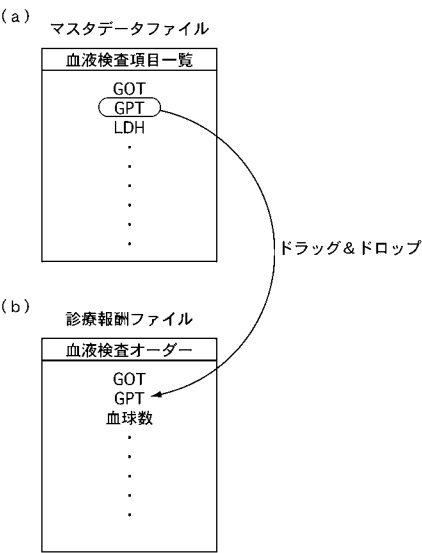 (a)
マスタデータファイル
血液検査項目一覧
GOT
GPT
LDH
ドラッグ&ドロップ
(b)
診療報酬ファイル
血液検査オーダー
GOT
GPT
血球数